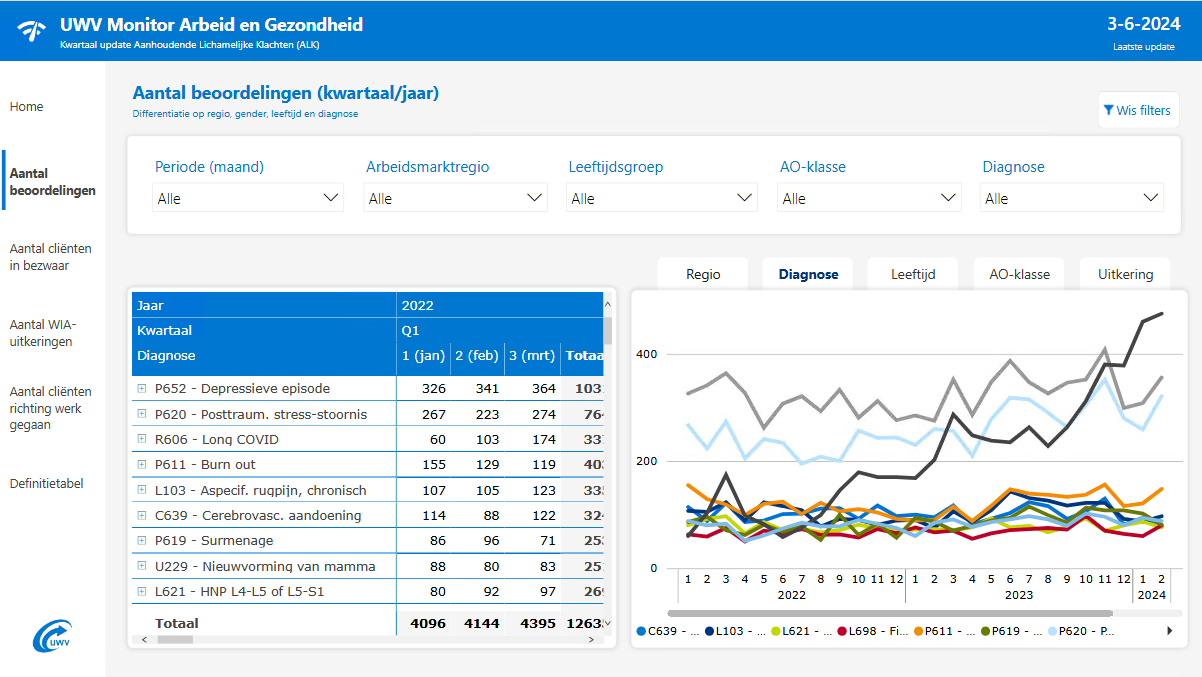 UWV Monitor Arbeid en Gezondheid
Kwartaal update Aanhoudende Lichamelijke Klachten (ALK)
3-6-2024
Laatste update
Home
Aantal
beoordelingen
Aantal cliënten
in bezwaar
Aantal WIA-
uitkeringen
Aantal cliënten
richting werk
gegaan
Definitietabel
uwv
Aantal beoordelingen (kwartaal/jaar)
Differentiatie op regio, gender, leeftijd en diagnose
Wis filters
Periode (maand) Arbeidsmarktregio Leeftijdsgroep AO-klasse Diagnose
Alle Alle Alle Alle Alle
Regio Diagnose Leeftijd AO-klasse Uitkering
Jaar 2022
Kwartaal Q1
Diagnose 1 (jan) 2 (feb) 3 (mrt) Totaa
P652 - Depressieve episode 326 341 364 103
P620 - Posttraum. stress-stoornis 267 223 274 76
R606 - Long COVID 60 103 174 33
P611 - Burn out 155 129 119 40
L103 - Aspecif. rugpijn, chronisch 107 105 123 33
C639 - Cerebrovasc. aandoening 114 88 122 32
P619 - Surmenage 86 96 71 25
U229 - Nieuwvorming van mamma 88 80 83 25
L621 - HNP L4-L5 of L5-S1 80 92 97 26
Totaal 4096 4144 4395 1263
400
200
0
1 2 3 4 5 6 7 8 9 10 11 12 1 2 3 4 5 6 7 8 9 10 11 12 1 2
2022 2023 2024
C639 - ... L103 - ... L621 - ... L698 - Fi... P611 - ... P619 - ... P620 - P...